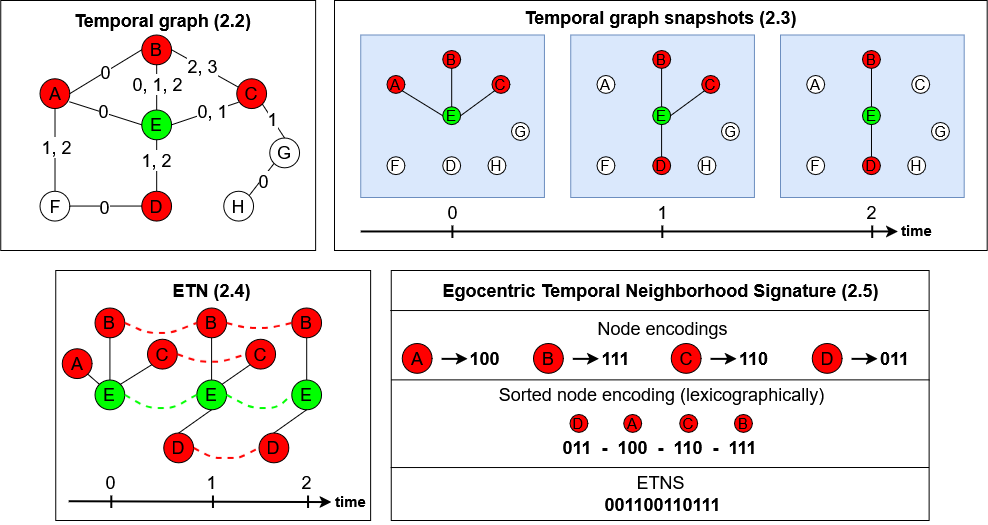 Temporal graph (2.2)
B
0
2, 3
A
0, 1, 2
C
0
0, 1
1
E
1, 2
1, 2
G
0
F
0
D
H
Temporal graph snapshots (2.3)
B
A
C
E
G
F
D
H
B
A
C
E
G
F
D
H
B
A
C
E
G
F
D
H
0
1
2
time
ETN (2.4)
B
B
B
A
C
C
E
E
E
D
D
0
1
2
time
Egocentric Temporal Neighborhood Signature (2.5)
Node encodings
A 100 B 111 C 110 D 011
Sorted node encoding (lexicographically)
D A C B
011 - 100 - 110 - 111
ETNS
001100110111